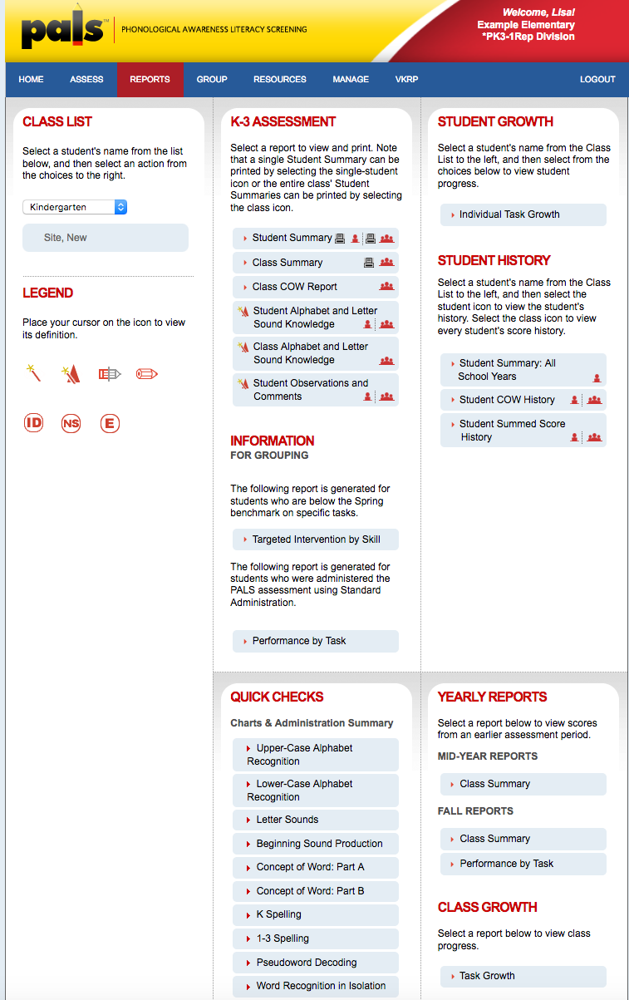 pals™
PHONOLOGICAL AWARENESS LITERACY SCREENING
Welcome, Lisa!
Example Elementary
*PK3-1Rep Division
HOME ASSESS REPORTS GROUP RESOURCES MANAGE VKRP LOGOUT
CLASS LIST
Select a student's name from the list
below, and then select an action from
the choices to the right.
Kindergarten
Site, New
LEGEND
Place your cursor on the icon to view
its definition.
ID NS E
K-3 ASSESSMENT
Select a report to view and print. Note
that a single Student Summary can be
printed by selecting the single-student
icon or the entire class' Student
Summaries can be printed by selecting
the class icon.
Student Summary
Class Summary
Class COW Report
Student Alphabet and Letter
Sound Knowledge
Class Alphabet and Letter
Sound Knowledge
Student Observations and
Comments
INFORMATION
FOR GROUPING
The following report is generated for
students who are below the Spring
benchmark on specific tasks.
Targeted Intervention by Skill
The following report is generated for
students who were administered the
PALS assessment using Standard
Administration.
Performance by Task
STUDENT GROWTH
Select a student's name from the Class
List to the left, and then select from the
choices below to view student
progress.
Individual Task Growth
STUDENT HISTORY
Select a student's name from the Class
List to the left, and then select the
student icon to view the student's
history. Select the class icon to view
every student's score history.
Student Summary: All
School Years
Student COW History
Student Summed Score
History
QUICK CHECKS
Charts & Administration Summary
Upper-Case Alphabet
Recognition
Lower-Case Alphabet
Recognition
Letter Sounds
Beginning Sound Production
Concept of Word: Part A
Concept of Word: Part B
K Spelling
1-3 Spelling
Pseudoword Decoding
Word Recognition in Isolation
YEARLY REPORTS
Select a report below to view scores
from an earlier assessment period.
MID-YEAR REPORTS
Class Summary
FALL REPORTS
Class Summary
Performance by Task
CLASS GROWTH
Select a report below to view class
progress.
Task Growth